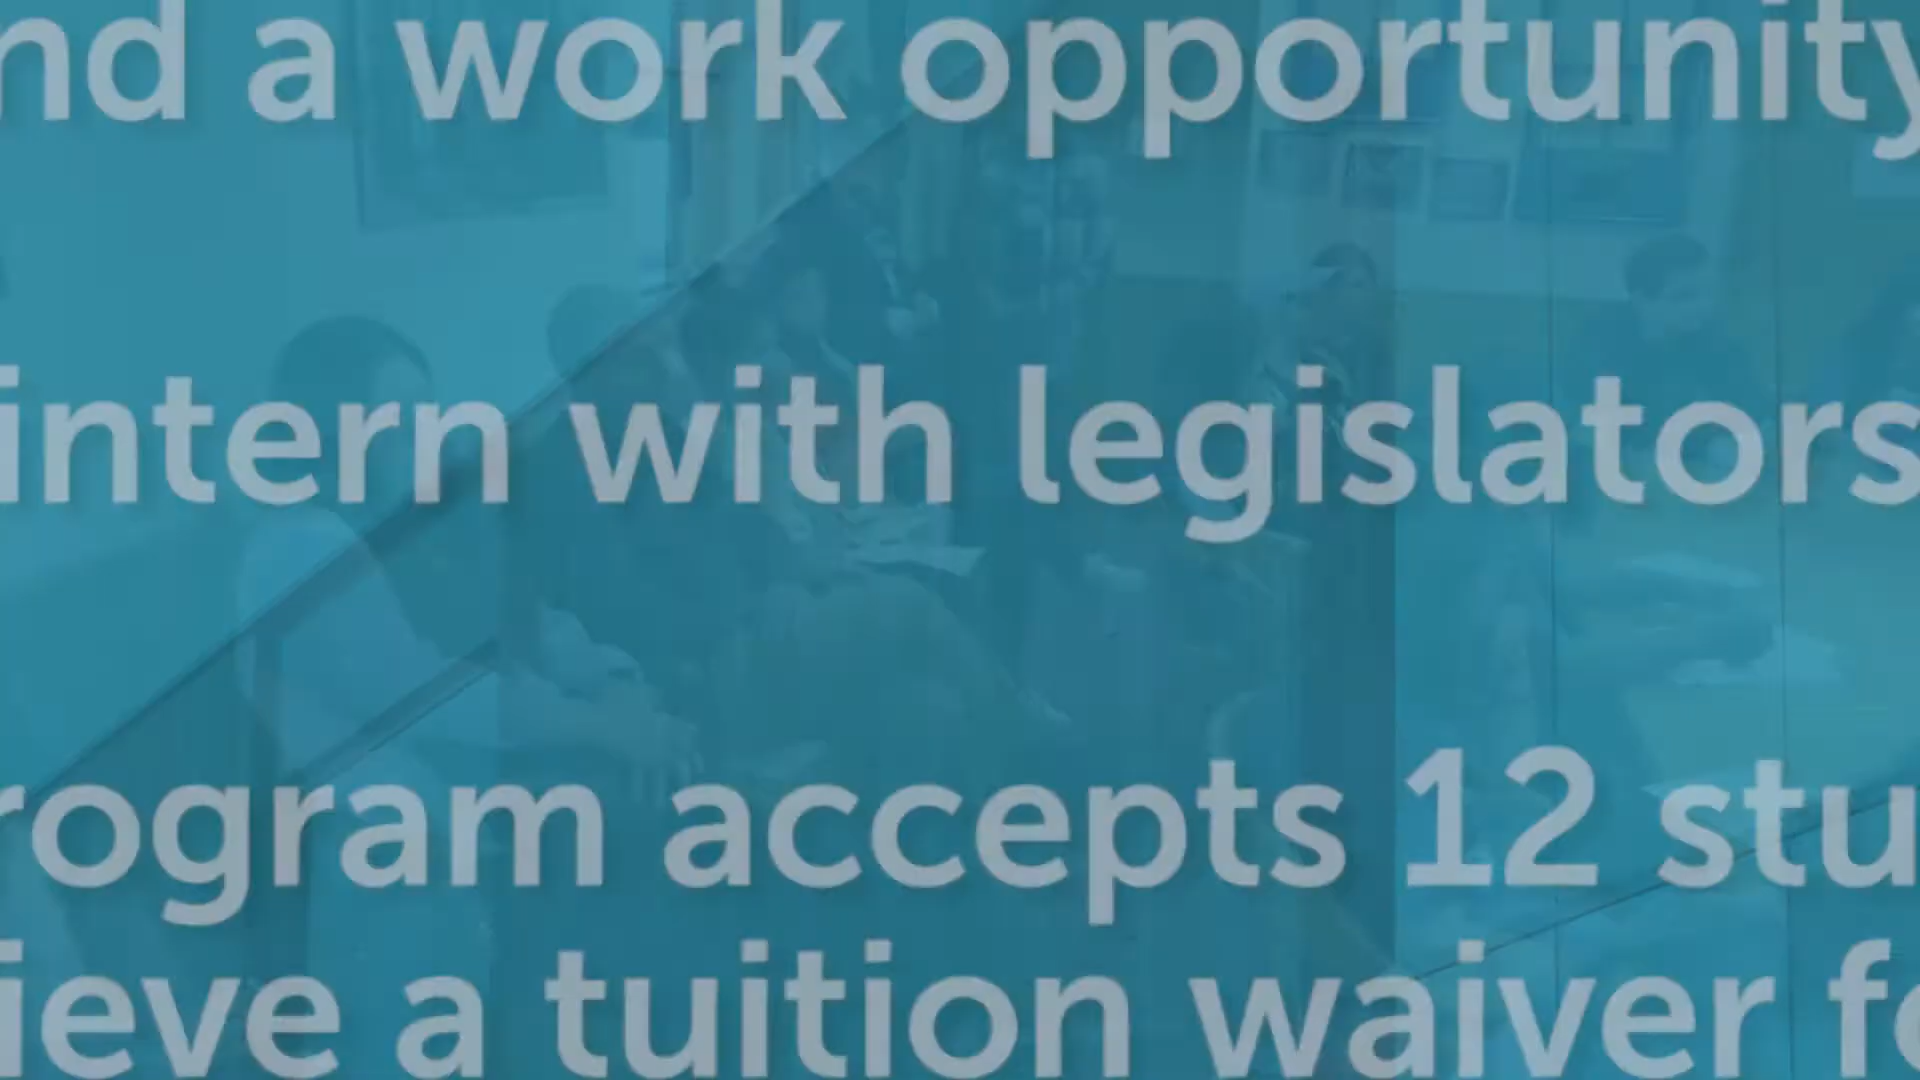 nd a work opportunity
intern with legislators
rogram accepts 12 stu
ieve a tuition waiver fo